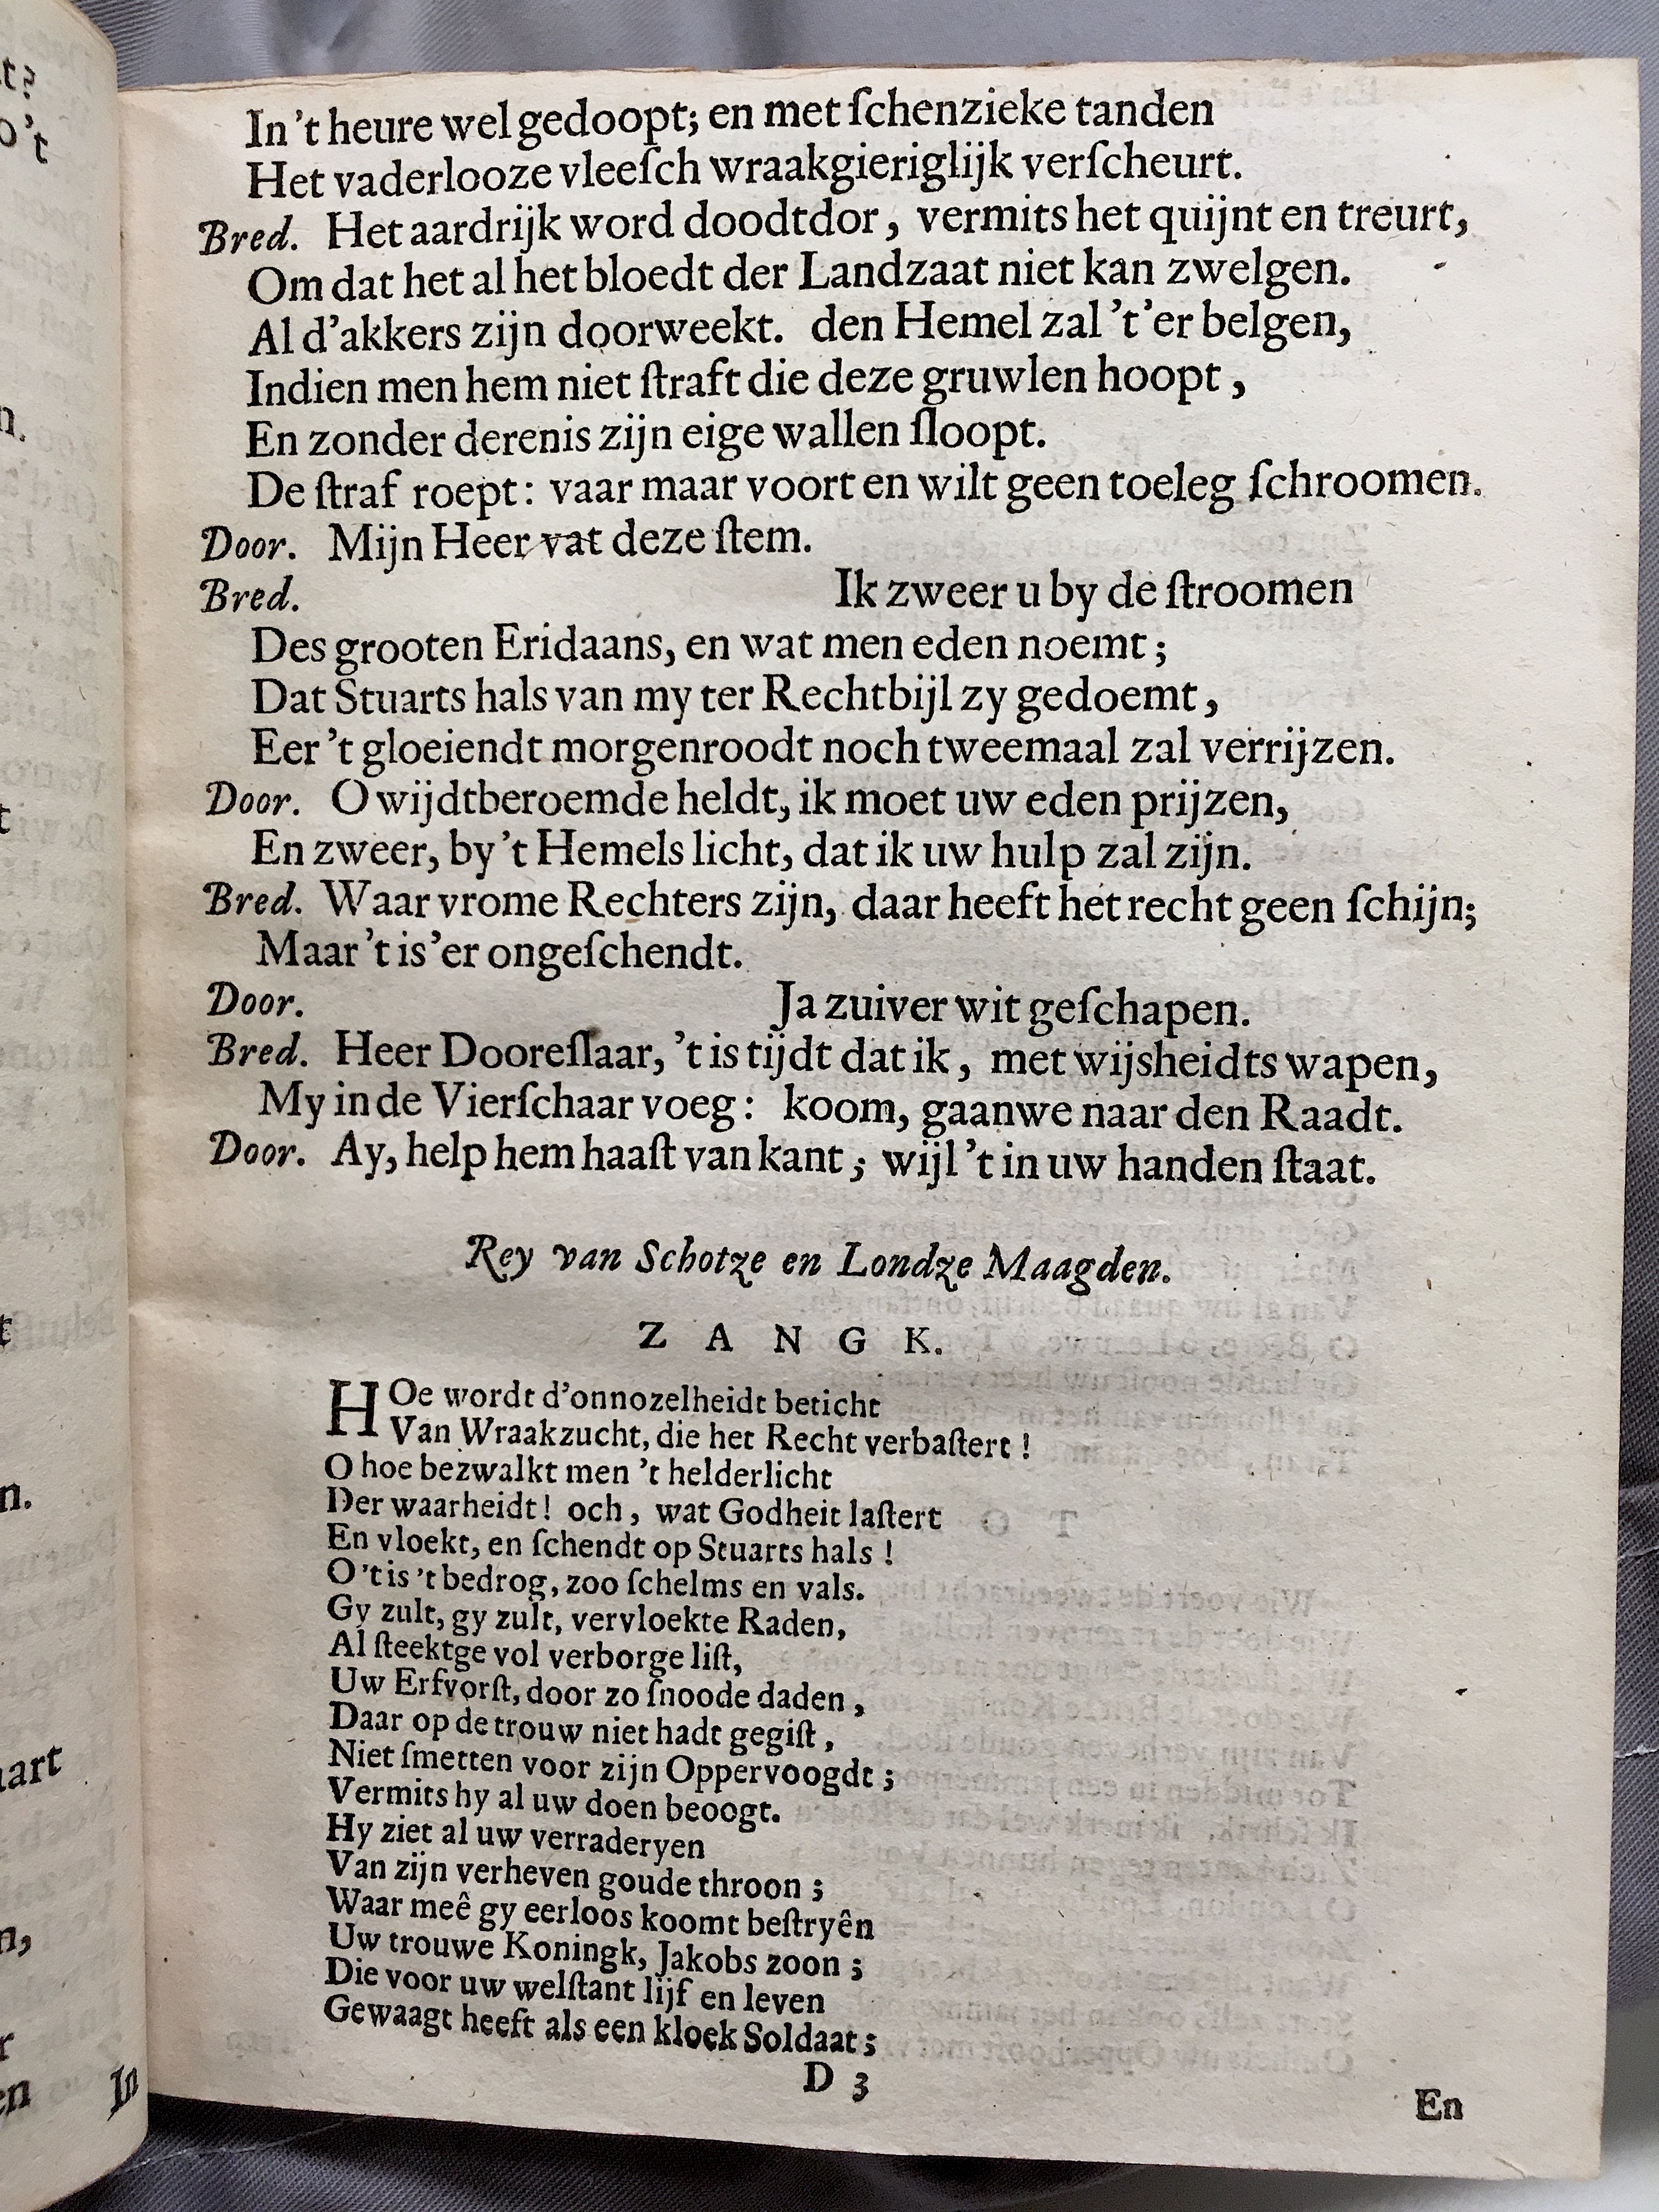 In 't heure wel gedoopt; en met ſchenzieke tanden
Het vaderlooze vleeſch wraakgieriglijk verſcheurt.
Bred. Het aardrijk word doodtdor, vermits het quijnt en treurt,
Om dat het al het bloedt der Landzaat niet kan zwelgen.
Al d'akkers zijn doorweekt. den Hemel zal 't'er belgen,
Indien men hem niet ſtraft die deze gruwlen hoopt,
En zonder derenis zijn eige wallen ſloopt.
De ſtraf roept: vaar maar voort en wilt geen toeleg ſchroomen.
Door. Mijn Heer vat deze ſtem.
Bred. Ik zweer u by de ſtroomen
Des grooten Eridaans, en wat men eden noemt;
Dat Stuarts hals van my ter Rechtbijl zy gedoemt,
Eer 't gloeiendt morgenroodt noch tweemaal zal verrijzen.
Door. O wijdtberoemde heldt, ik moet uw eden prijzen,
En zweer, by 't Hemels licht, dat ik uw hulp zal zijn.
Bred. Waar vrome Rechters zijn, daar heeft het recht geen ſchijn;
Maar 't is 'er ongeſchendt.
Door. Ja zuiver wit geſchapen.
Bred. Heer Dooreſlaar, 't is tijdt dat ik, met wijsheidts wapen,
My in de Vierſchaar voeg: koom, gaanwe naar den Raadt.
Door. Ay, help hem haaſt van kant; wijl 't in uw handen ſtaat.
Rey van Schotze en Londze Maagden.
ZANGK.
HOe wordt d'onnozelheidt beticht
Van Wraakzucht, die het Recht verbaſtert!
O hoe bezwalkt men 't helderlicht
Der waarheidt! och, wat Godheit laſtert
En vloekt, en ſchendt op Stuarts hals!
O 't is 't bedrog, zoo ſchelms en vals.
Gy zult, gy zult, vervloekte Raden,
Al ſteektge vol verborge liſt,
Uw Erfvorſt, door zo ſnoode daden,
Daar op de trouw niet hadt gegiſt,
Niet ſmetten voor zijn Oppervoogdt;
Vermits hy al uw doen beoogt.
Hy ziet al uw verraderyen
Van zijn verheven goude throon;
Waar meê gy eerloos koomt beſtryên
Uw trouwe Koningk, Jakobs zoon;
Die voor uw welſtant lijf en leven
Gewaagt heeft als een kloek Soldaat;
D 3
En